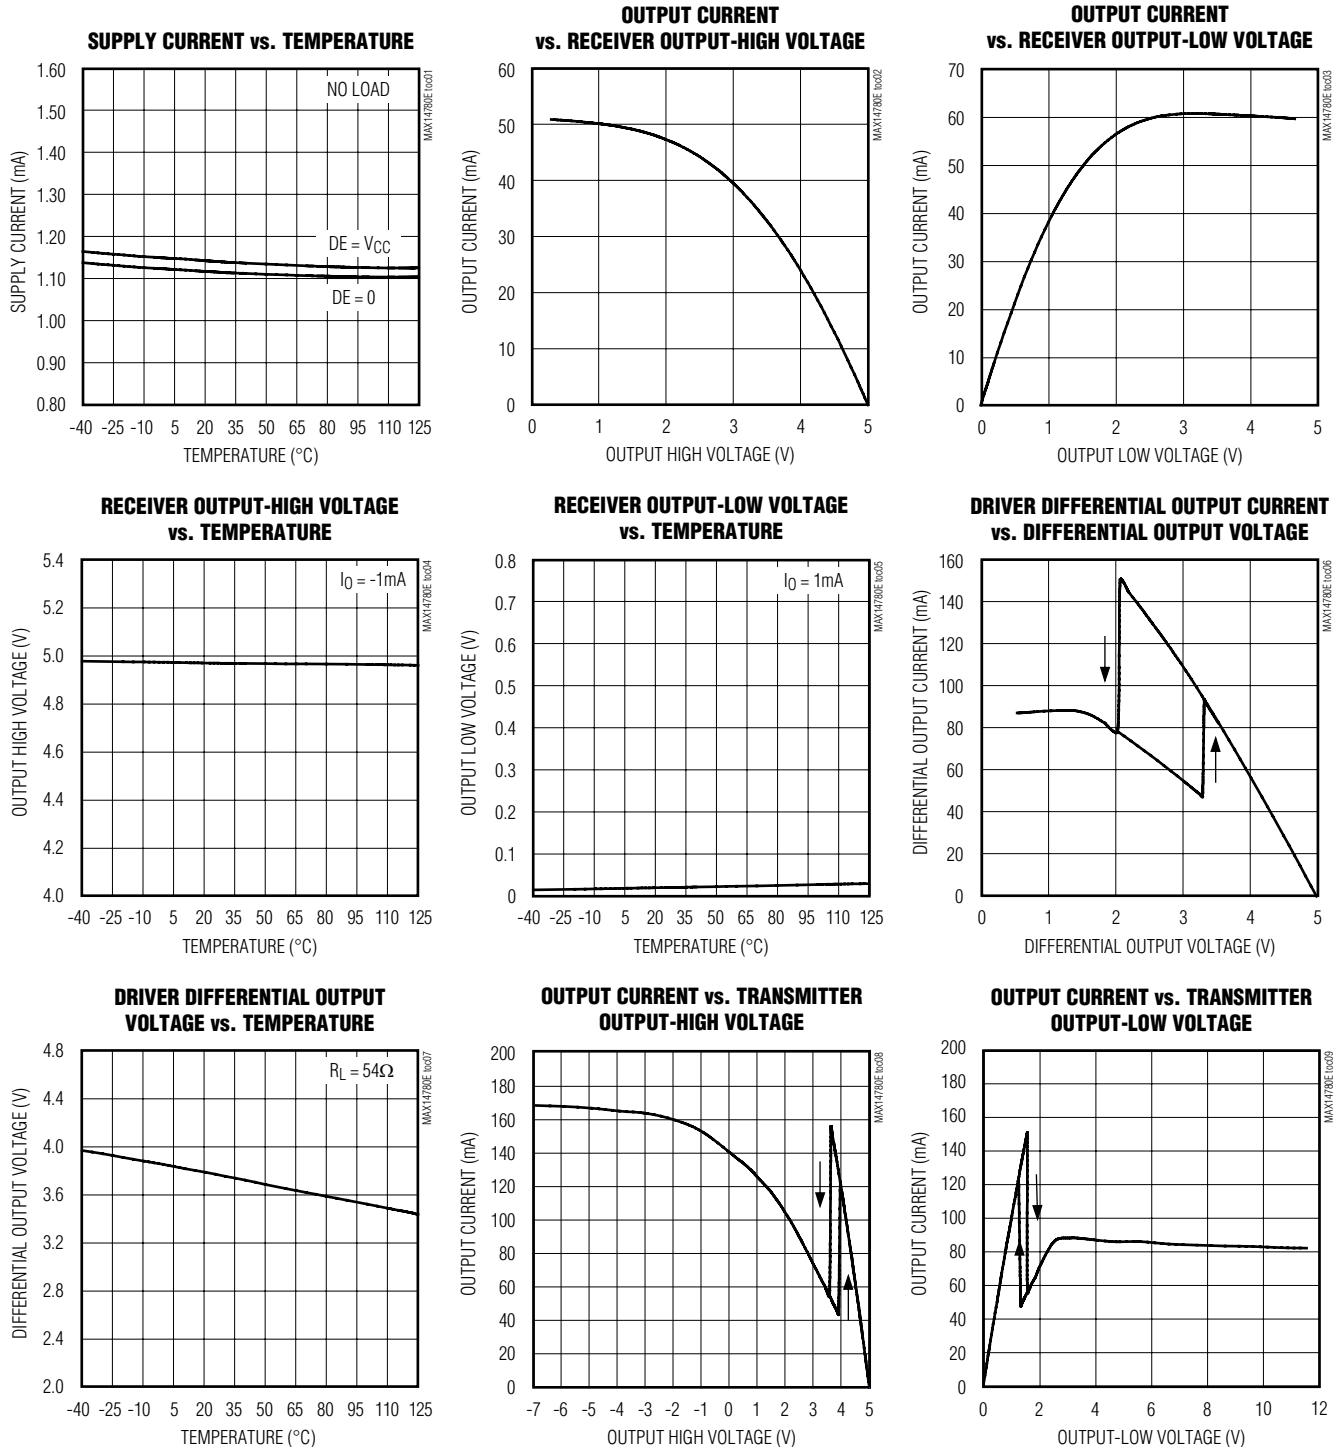 SUPPLY CURRENT vs. TEMPERATURE
1.60
1.50
1.40
1.30
1.20
1.10
1.00
0.90
0.80
SUPPLY CURRENT (mA)
NO LOAD
DE = VCC
DE = 0
MAX14780E toc01
-40 -25 -10 5 20 35 50 65 80 95 110 125
TEMPERATURE (°C)
OUTPUT CURRENT
vs. RECEIVER OUTPUT-HIGH VOLTAGE
60
50
40
30
20
10
0
OUTPUT CURRENT (mA)
MAX14780E toc02
0 1 2 3 4 5
OUTPUT HIGH VOLTAGE (V)
OUTPUT CURRENT
vs. RECEIVER OUTPUT-LOW VOLTAGE
70
60
50
40
30
20
10
0
OUTPUT CURRENT (mA)
MAX14780E toc03
0 1 2 3 4 5
OUTPUT LOW VOLTAGE (V)
RECEIVER OUTPUT-HIGH VOLTAGE
vs. TEMPERATURE
5.4
5.2
5.0
4.8
4.6
4.4
4.2
4.0
OUTPUT HIGH VOLTAGE (V)
IO = -1mA
MAX14780E toc04
-40 -25 -10 5 20 35 50 65 80 95 110 125
TEMPERATURE (°C)
RECEIVER OUTPUT-LOW VOLTAGE
vs. TEMPERATURE
0.8
0.7
0.6
0.5
0.4
0.3
0.2
0.1
0
OUTPUT LOW VOLTAGE (V)
IO = 1mA
MAX14780E toc05
-40 -25 -10 5 20 35 50 65 80 95 110 125
TEMPERATURE (°C)
DRIVER DIFFERENTIAL OUTPUT CURRENT
vs. DIFFERENTIAL OUTPUT VOLTAGE
160
140
120
100
80
60
40
20
0
DIFFERENTIAL OUTPUT CURRENT (mA)
MAX14780E toc06
0 1 2 3 4 5
DIFFERENTIAL OUTPUT VOLTAGE (V)
DRIVER DIFFERENTIAL OUTPUT
VOLTAGE vs. TEMPERATURE
4.8
4.4
4.0
3.6
3.2
2.8
2.4
2.0
DIFFERENTIAL OUTPUT VOLTAGE (V)
RL = 54Ω
MAX14780E toc07
-40 -25 -10 5 20 35 50 65 80 95 110 125
TEMPERATURE (°C)
OUTPUT CURRENT vs. TRANSMITTER
OUTPUT-HIGH VOLTAGE
200
180
160
140
120
100
80
60
40
20
0
OUTPUT CURRENT (mA)
MAX14780E toc08
-7 -6 -5 -4 -3 -2 -1 0 1 2 3 4 5
OUTPUT HIGH VOLTAGE (V)
OUTPUT CURRENT vs. TRANSMITTER
OUTPUT-LOW VOLTAGE
200
180
160
140
120
100
80
60
40
20
0
OUTPUT CURRENT (mA)
MAX14780E toc09
0 2 4 6 8 10 12
OUTPUT-LOW VOLTAGE (V)